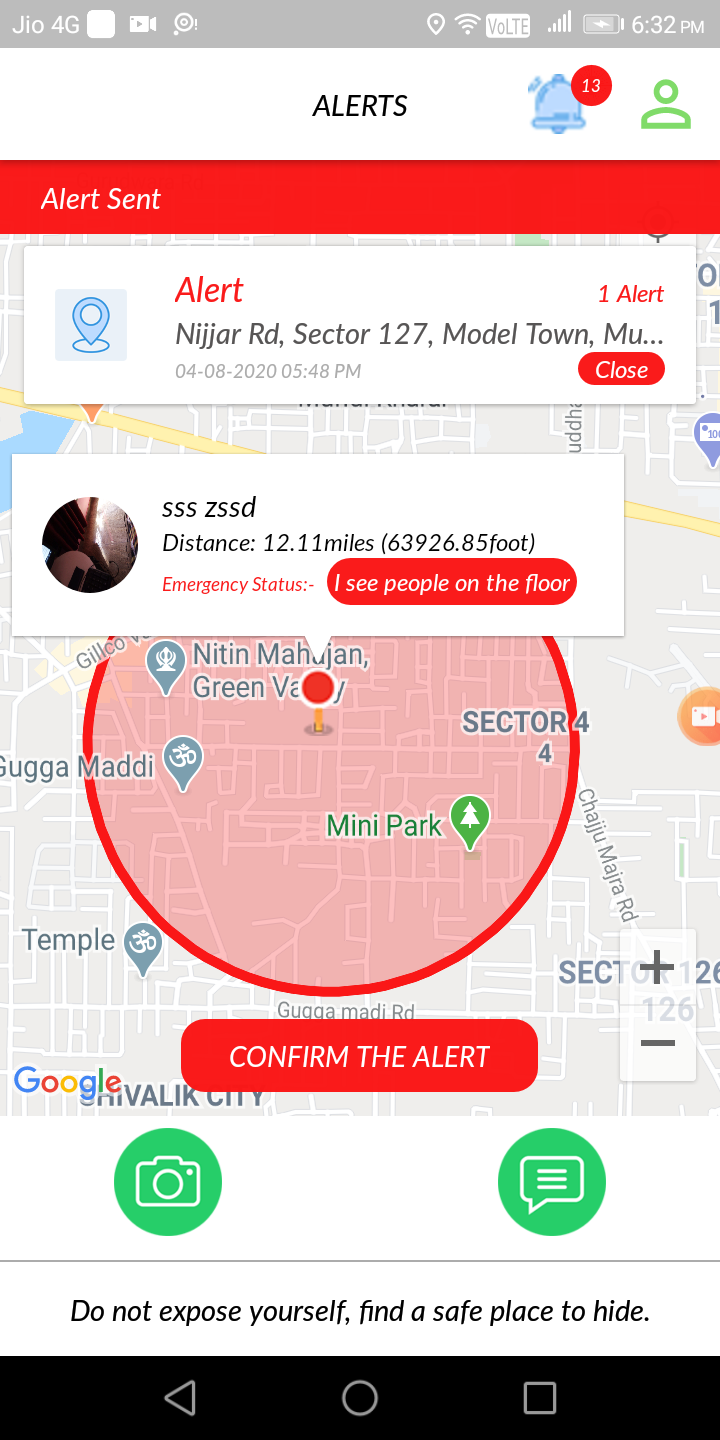 Jio 4G
VoLTE
6:32 PM
ALERTS
13
Alert Sent
Alert
1 Alert
Nijjar Rd, Sector 127, Model Town, Mu...
04-08-2020 05:48 PM
Close
sss zssd
Distance: 12.11miles (63926.85foot)
Emergency Status:- I see people on the floor
Nitin Mahajan,
Green Valley
SECTOR 4
4
Gugga Maddi
Mini Park
Chajju Majra Rd
Temple
126
Gugga madi Rd
CONFIRM THE ALERT
Google
SHIVALIK CITY
Do not expose yourself, find a safe place to hide.